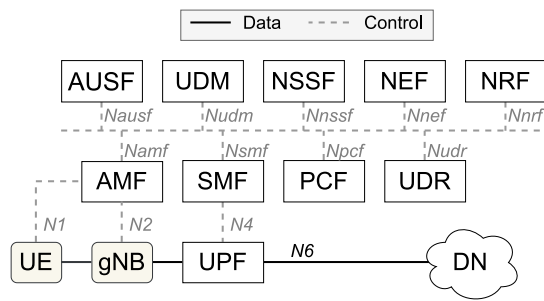 Data Control
AUSF UDM NSSF NEF NRF
Nausf Nudm Nnssf Nnef Nnrf
Namf Nsmf Npcf Nudr
AMF SMF PCF UDR
N1 N2 N4
UE gNB UPF N6 DN